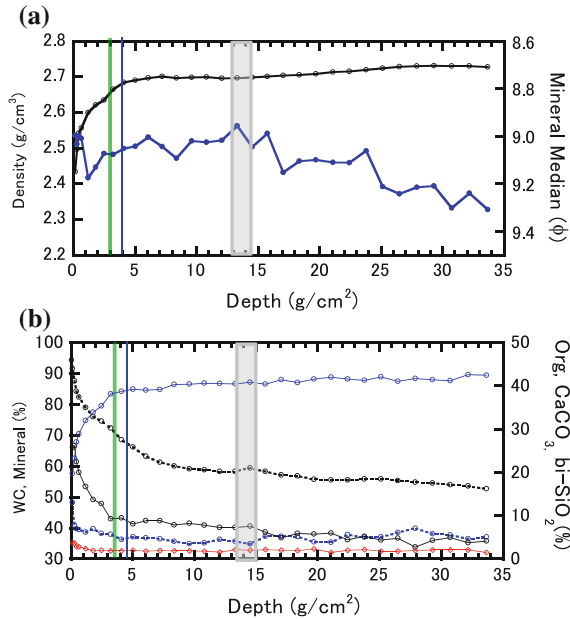 (a)
2.8
2.7
2.6
2.5
2.4
2.3
2.2
Density (g/cm³)
8.6
8.8
9.0
9.2
9.4
Mineral Median (ϕ)
0 5 10 15 20 25 30 35
Depth (g/cm²)
(b)
100
90
80
70
60
50
40
30
WC, Mineral (%)
50
40
30
20
10
0
Org, CaCO₃, bi−SiO₂(%)
0 5 10 15 20 25 30 35
Depth (g/cm²)